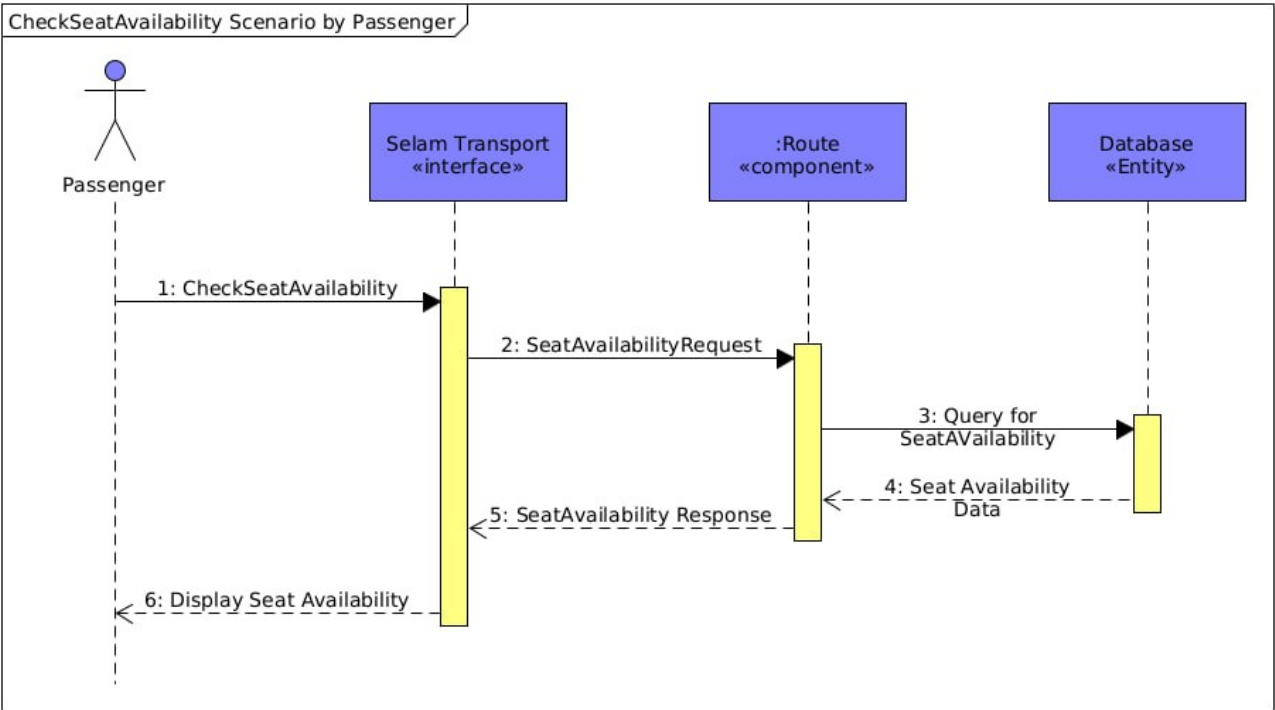 CheckSeatAvailability Scenario by Passenger
Passenger
Selam Transport
«interface»
:Route
«component»
Database
«Entity»
1: CheckSeatAvailability
2: SeatAvailabilityRequest
3: Query for
SeatAVailability
4: Seat Availability
Data
5: SeatAvailability Response
6: Display Seat Availability